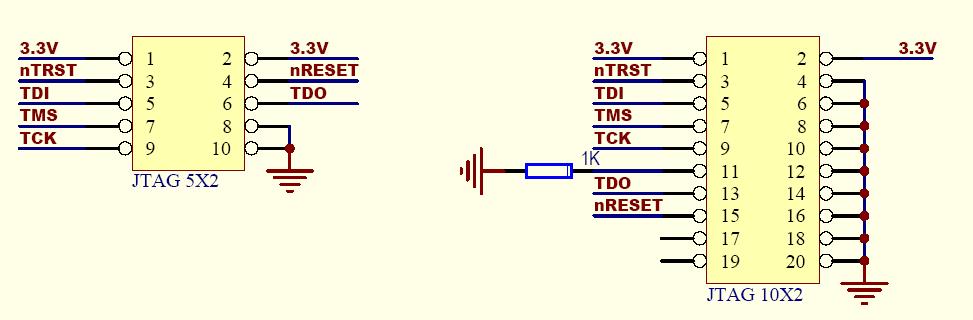 3.3V 1 2 3.3V
nTRST 3 4 nRESET
TDI 5 6 TDO
TMS 7 8
TCK 9 10
JTAG 5X2
3.3V 1 2 3.3V
nTRST 3 4
TDI 5 6
TMS 7 8
TCK 9 10
1K 11 12
TDO 13 14
nRESET 15 16
17 18
19 20
JTAG 10X2